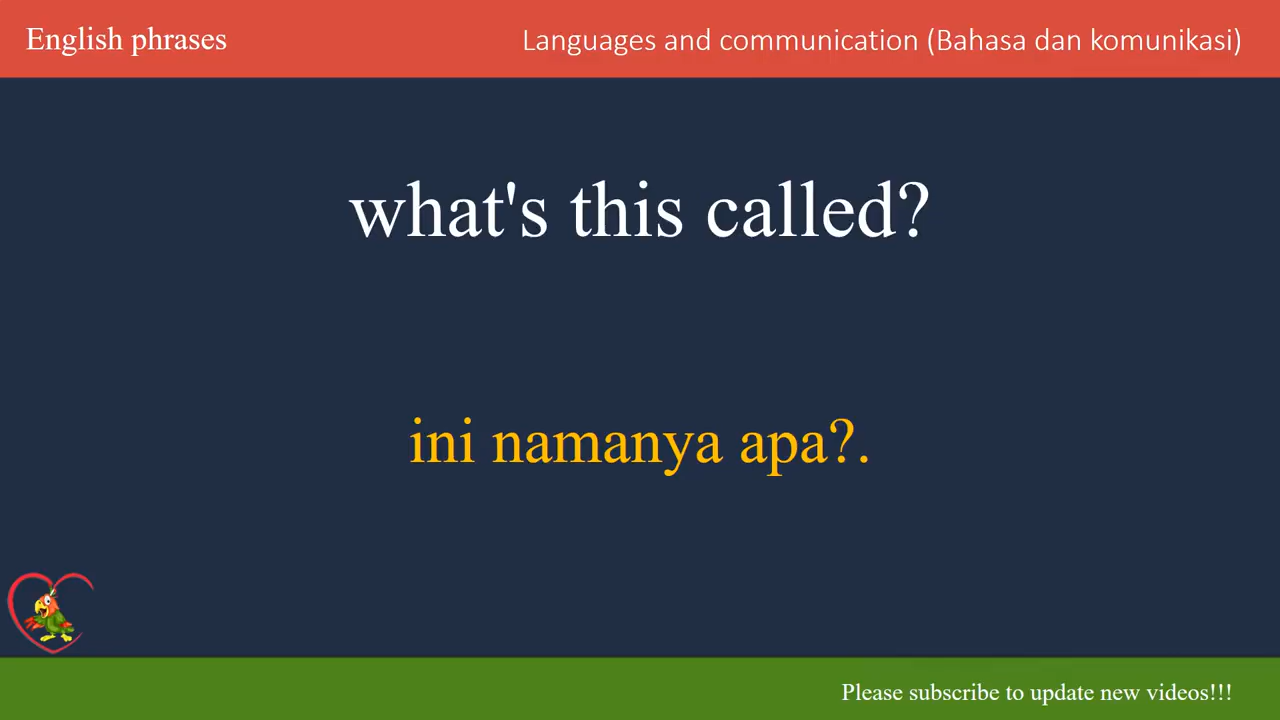 English phrases
Languages and communication (Bahasa dan komunikasi)
what's this called?
ini namanya apa?.
Please subscribe to update new videos!!!